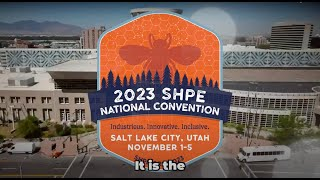 2023 SHPE
NATIONAL CONVENTION
Industrious. Innovative. Inclusive.
SALT LAKE CITY, UTAH
NOVEMBER 1-5
It is the